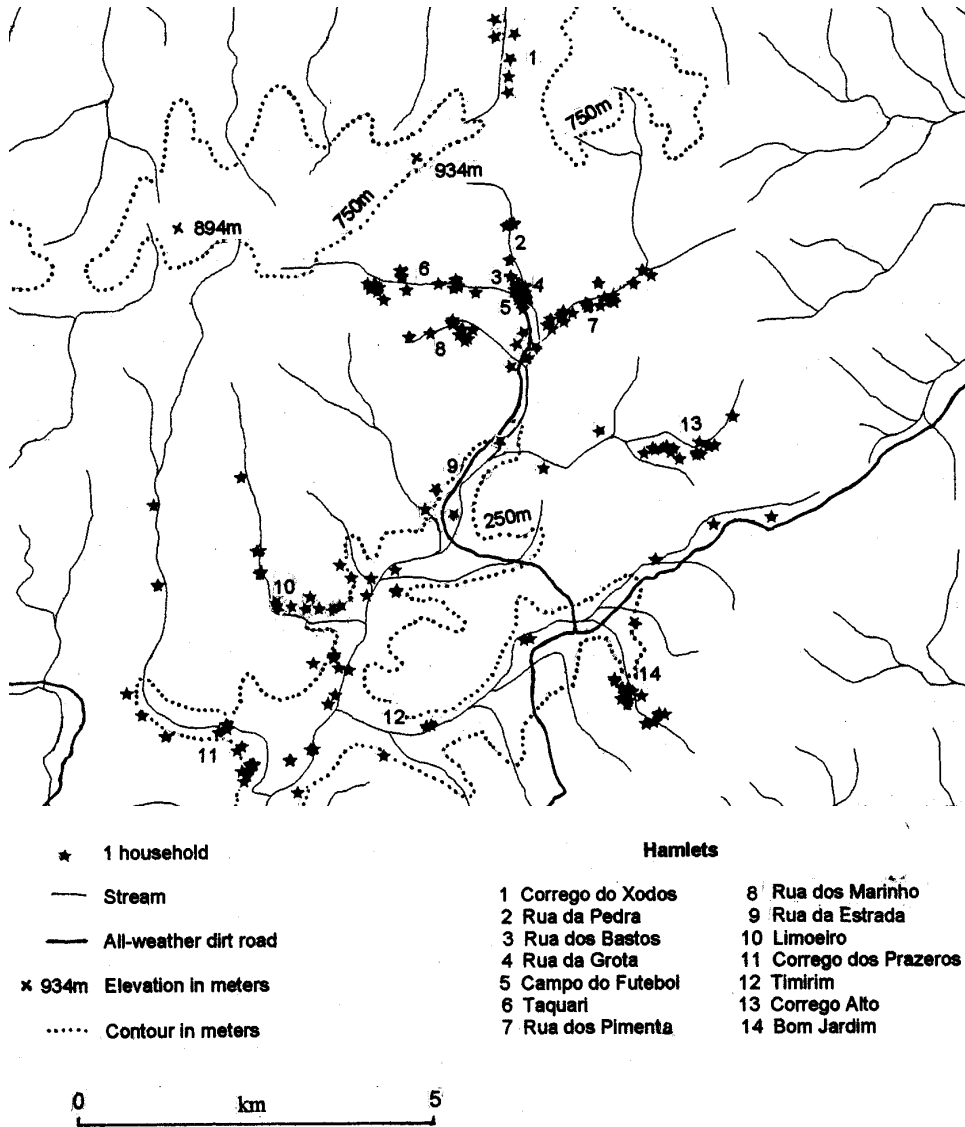 1
750m
934m
750m
894m
2
6
3
4
5
7
8
13
9
250m
10
14
12
11
1 household
Stream
All-weather dirt road
934m Elevation in meters
Contour in meters
0 km 5
Hamlets
1 Corrego do Xodos
2 Rua da Pedra
3 Rua dos Bastos
4 Rua da Grota
5 Campo do Futebol
6 Taquari
7 Rua dos Pimenta
8 Rua dos Marinho
9 Rua da Estrada
10 Limoeiro
11 Corrego dos Prazeros
12 Timirim
13 Corrego Alto
14 Bom Jardim